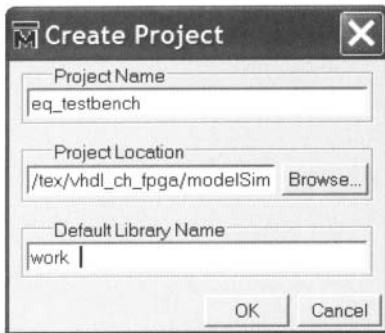 M Create Project
Project Name
eq_testbench
Project Location
/tex/vhdl_ch_fpga/modelSim Browse...
Default Library Name
work
OK Cancel